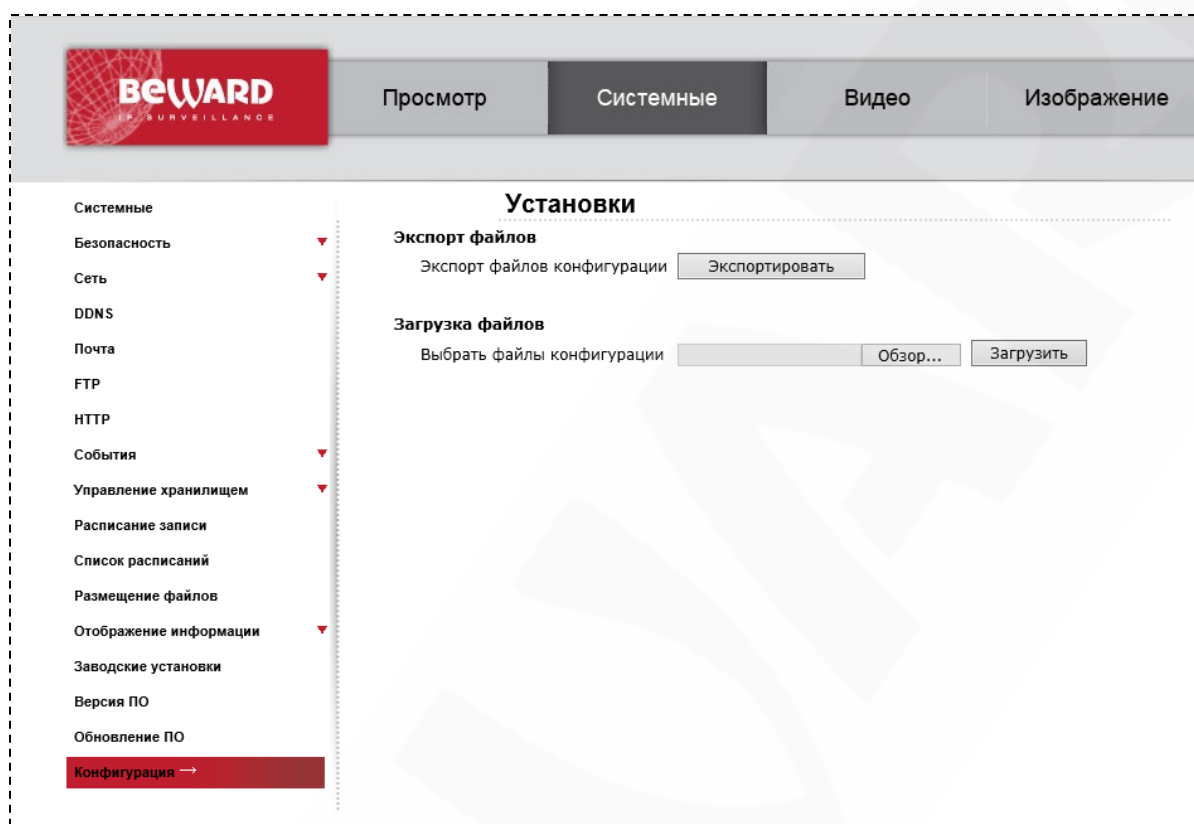 BEWARD
IP SURVEILLANCE
Просмотр
Системные
Видео
Изображение
Системные
Безопасность
Сеть
DDNS
Почта
FTP
HTTP
События
Управление хранилищем
Расписание записи
Список расписаний
Размещение файлов
Отображение информации
Заводские установки
Версия ПО
Обновление ПО
Конфигурация →
Установки
Экспорт файлов
Экспорт файлов конфигурации Экспортировать
Загрузка файлов
Выбрать файлы конфигурации Обзор... Загрузить